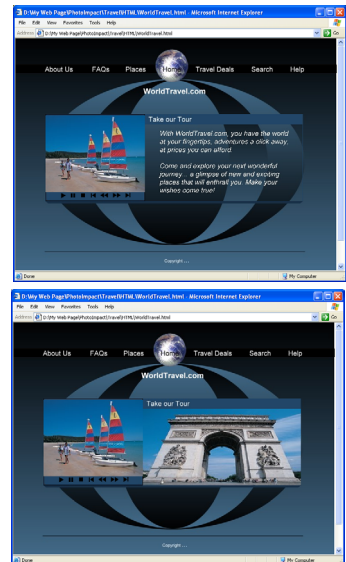 D:\My Web Page\PhotoImpact\Travel\HTML\WorldTravel.html - Microsoft Internet Explorer
File Edit View Favorites Tools Help
Address D:\My Web Page\PhotoImpact\Travel\HTML\WorldTravel.html Go
About Us FAQs Places Home Travel Deals Search Help
WorldTravel.com
Take our Tour
With WorldTravel.com, you have the world
at your fingertips, adventures a click away,
at prices you can afford.
Come and explore your next wonderful
journey... a glimpse of new and exciting
places that will enthrall you. Make your
wishes come true!
Copyright ...
Done My Computer
D:\My Web Page\PhotoImpact\Travel\HTML\WorldTravel.html - Microsoft Internet Explorer
File Edit View Favorites Tools Help
Address D:\My Web Page\PhotoImpact\Travel\HTML\WorldTravel.html Go
About Us FAQs Places Home Travel Deals Search Help
WorldTravel.com
Take our Tour
Copyright ...
Done My Computer